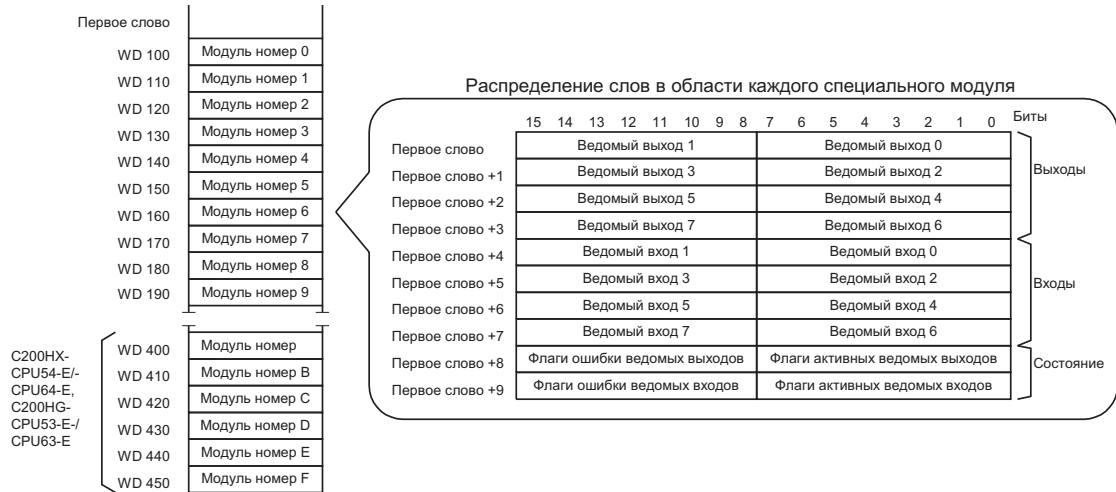 Первое слово
WD 100 Модуль номер 0
WD 110 Модуль номер 1
WD 120 Модуль номер 2
WD 130 Модуль номер 3
WD 140 Модуль номер 4
WD 150 Модуль номер 5
WD 160 Модуль номер 6
WD 170 Модуль номер 7
WD 180 Модуль номер 8
WD 190 Модуль номер 9
C200HX-
CPU54-E/-
CPU64-E,
C200HG-
CPU53-E-/
CPU63-E
WD 400 Модуль номер
WD 410 Модуль номер B
WD 420 Модуль номер C
WD 430 Модуль номер D
WD 440 Модуль номер E
WD 450 Модуль номер F
Распределение слов в области каждого специального модуля
15 14 13 12 11 10 9 8 7 6 5 4 3 2 1 0 Биты
Первое слово Ведомый выход 1 Ведомый выход 0
Первое слово +1 Ведомый выход 3 Ведомый выход 2
Первое слово +2 Ведомый выход 5 Ведомый выход 4
Первое слово +3 Ведомый выход 7 Ведомый выход 6
Выходы
Первое слово +4 Ведомый вход 1 Ведомый вход 0
Первое слово +5 Ведомый вход 3 Ведомый вход 2
Первое слово +6 Ведомый вход 5 Ведомый вход 4
Первое слово +7 Ведомый вход 7 Ведомый вход 6
Входы
Первое слово +8 Флаги ошибки ведомых выходов Флаги активных ведомых выходов
Первое слово +9 Флаги ошибки ведомых входов Флаги активных ведомых входов
Состояние